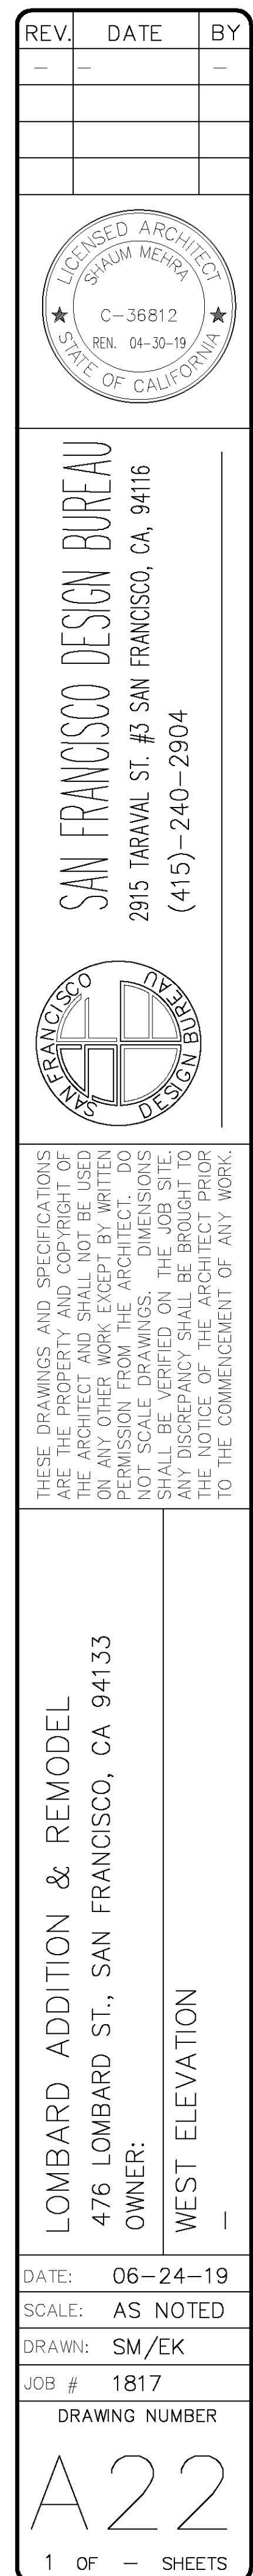 REV. DATE BY
– – –
LICENSED ARCHITECT
SHAUM MEHRA
C-36812
REN. 04-30-19
STATE OF CALIFORNIA
SAN FRANCISCO DESIGN BUREAU
2915 TARAVAL ST. #3 SAN FRANCISCO, CA, 94116
(415)-240-2904
SAN FRANCISCO
DESIGN BUREAU
THESE DRAWINGS AND SPECIFICATIONS
ARE THE PROPERTY AND COPYRIGHT OF
THE ARCHITECT AND SHALL NOT BE USED
ON ANY OTHER WORK EXCEPT BY WRITTEN
PERMISSION FROM THE ARCHITECT. DO
NOT SCALE DRAWINGS. DIMENSIONS
SHALL BE VERIFIED ON THE JOB SITE.
ANY DISCREPANCY SHALL BE BROUGHT TO
THE NOTICE OF THE ARCHITECT PRIOR
TO THE COMMENCEMENT OF ANY WORK.
LOMBARD ADDITION & REMODEL
476 LOMBARD ST., SAN FRANCISCO, CA 94133
OWNER:
WEST ELEVATION
–
DATE: 06-24-19
SCALE: AS NOTED
DRAWN: SM/EK
JOB # 1817
DRAWING NUMBER
A22
1 OF – SHEETS